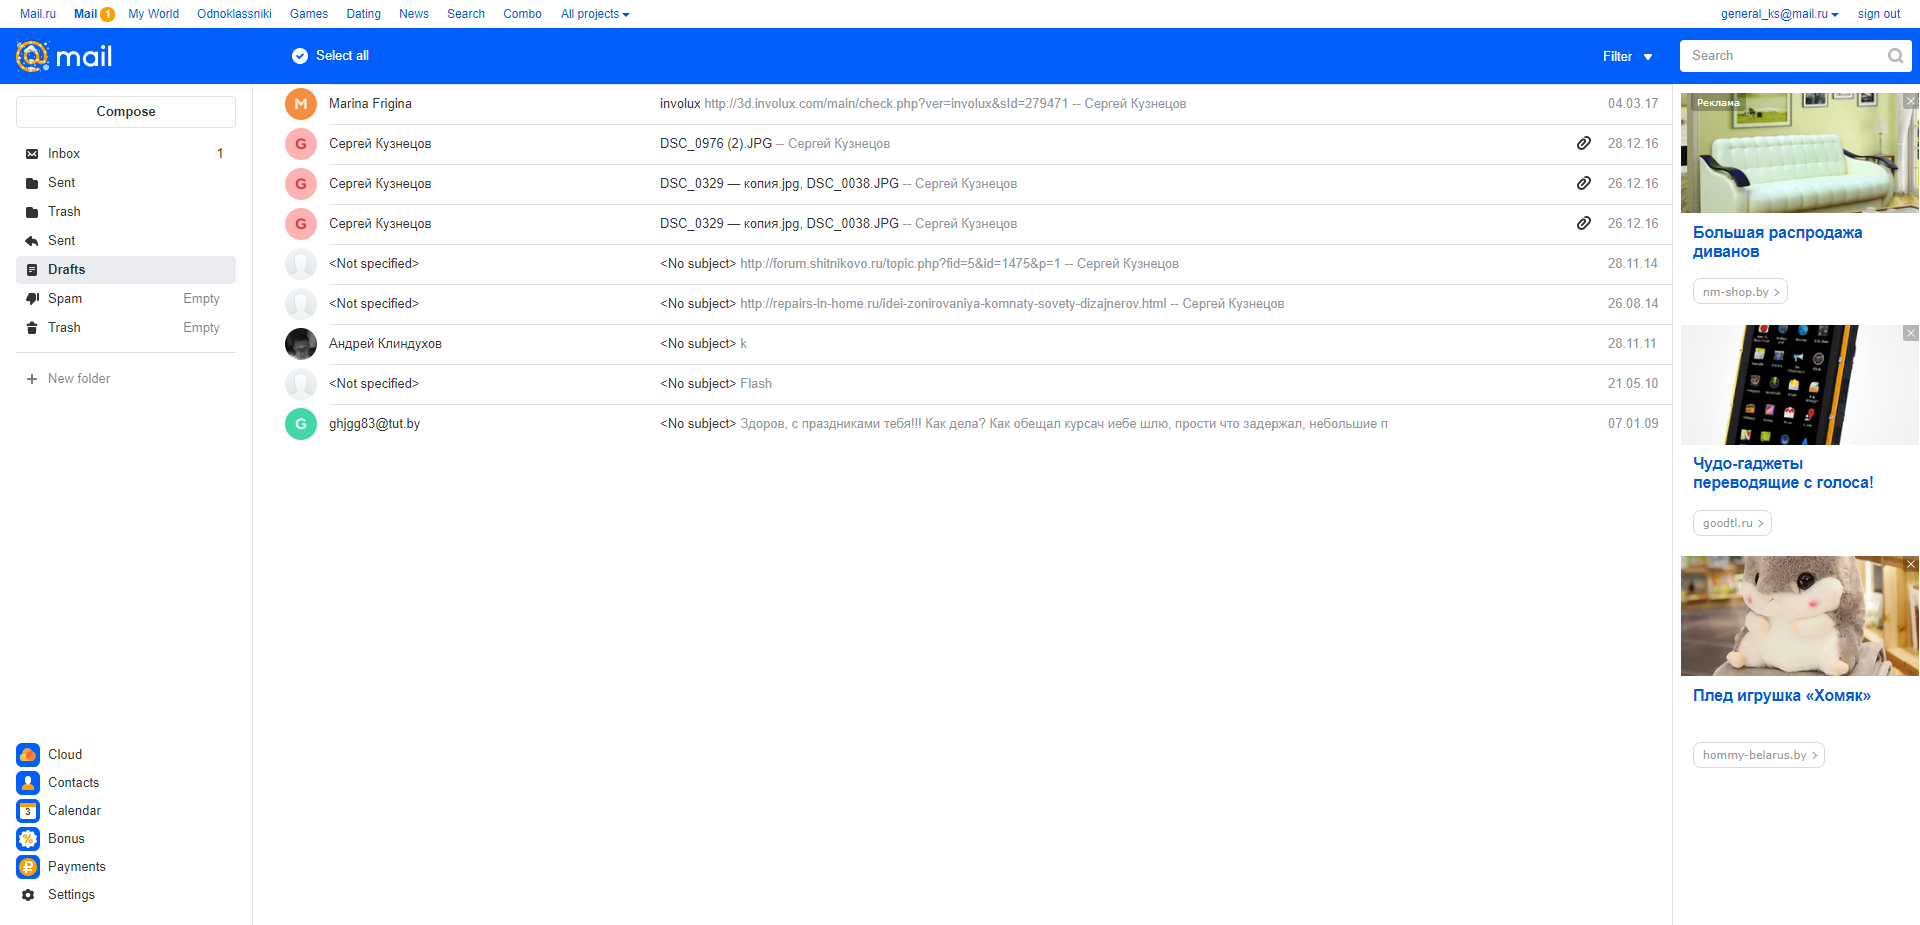 Mail.ru Mail 1 My World Odnoklassniki Games Dating News Search Combo All projects general_ks@mail.ru sign out
mail Select all Filter Search
Compose
Inbox 1
Sent
Trash
Sent
Drafts
Spam Empty
Trash Empty
New folder
Cloud
Contacts
3 Calendar
% Bonus
₽ Payments
Settings
M Marina Frigina involux http://3d.involux.com/main/check.php?ver=involux&sId=279471 -- Сергей Кузнецов 04.03.17
G Сергей Кузнецов DSC_0976 (2).JPG -- Сергей Кузнецов 28.12.16
G Сергей Кузнецов DSC_0329 — копия.jpg, DSC_0038.JPG -- Сергей Кузнецов 26.12.16
G Сергей Кузнецов DSC_0329 — копия.jpg, DSC_0038.JPG -- Сергей Кузнецов 26.12.16
<Not specified> <No subject> http://forum.shitnikovo.ru/topic.php?fid=5&id=1475&p=1 -- Сергей Кузнецов 28.11.14
<Not specified> <No subject> http://repairs-in-home.ru/idei-zonirovaniya-komnaty-sovety-dizajnerov.html -- Сергей Кузнецов 26.08.14
Андрей Клиндухов <No subject> k 28.11.11
<Not specified> <No subject> Flash 21.05.10
G ghjgg83@tut.by <No subject> Здоров, с праздниками тебя!!! Как дела? Как обещал курсач иебе шлю, прости что задержал, небольшие п 07.01.09
Реклама
Большая распродажа
диванов
nm-shop.by >
Чудо-гаджеты
переводящие с голоса!
goodtl.ru >
Плед игрушка «Хомяк»
hommy-belarus.by >